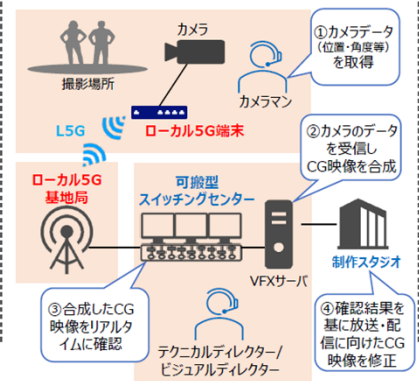 カメラ
撮影場所
カメラマン
①カメラデータ
（位置・角度等）
を取得
L5G
ローカル5G端末
②カメラのデータ
を受信し
CG映像を合成
ローカル5G
基地局
可搬型
スイッチングセンター
VFXサーバ
制作スタジオ
③合成したCG
映像をリアルタ
イムに確認
テクニカルディレクター/
ビジュアルディレクター
④確認結果を
基に放送・配
信に向けたCG
映像を修正